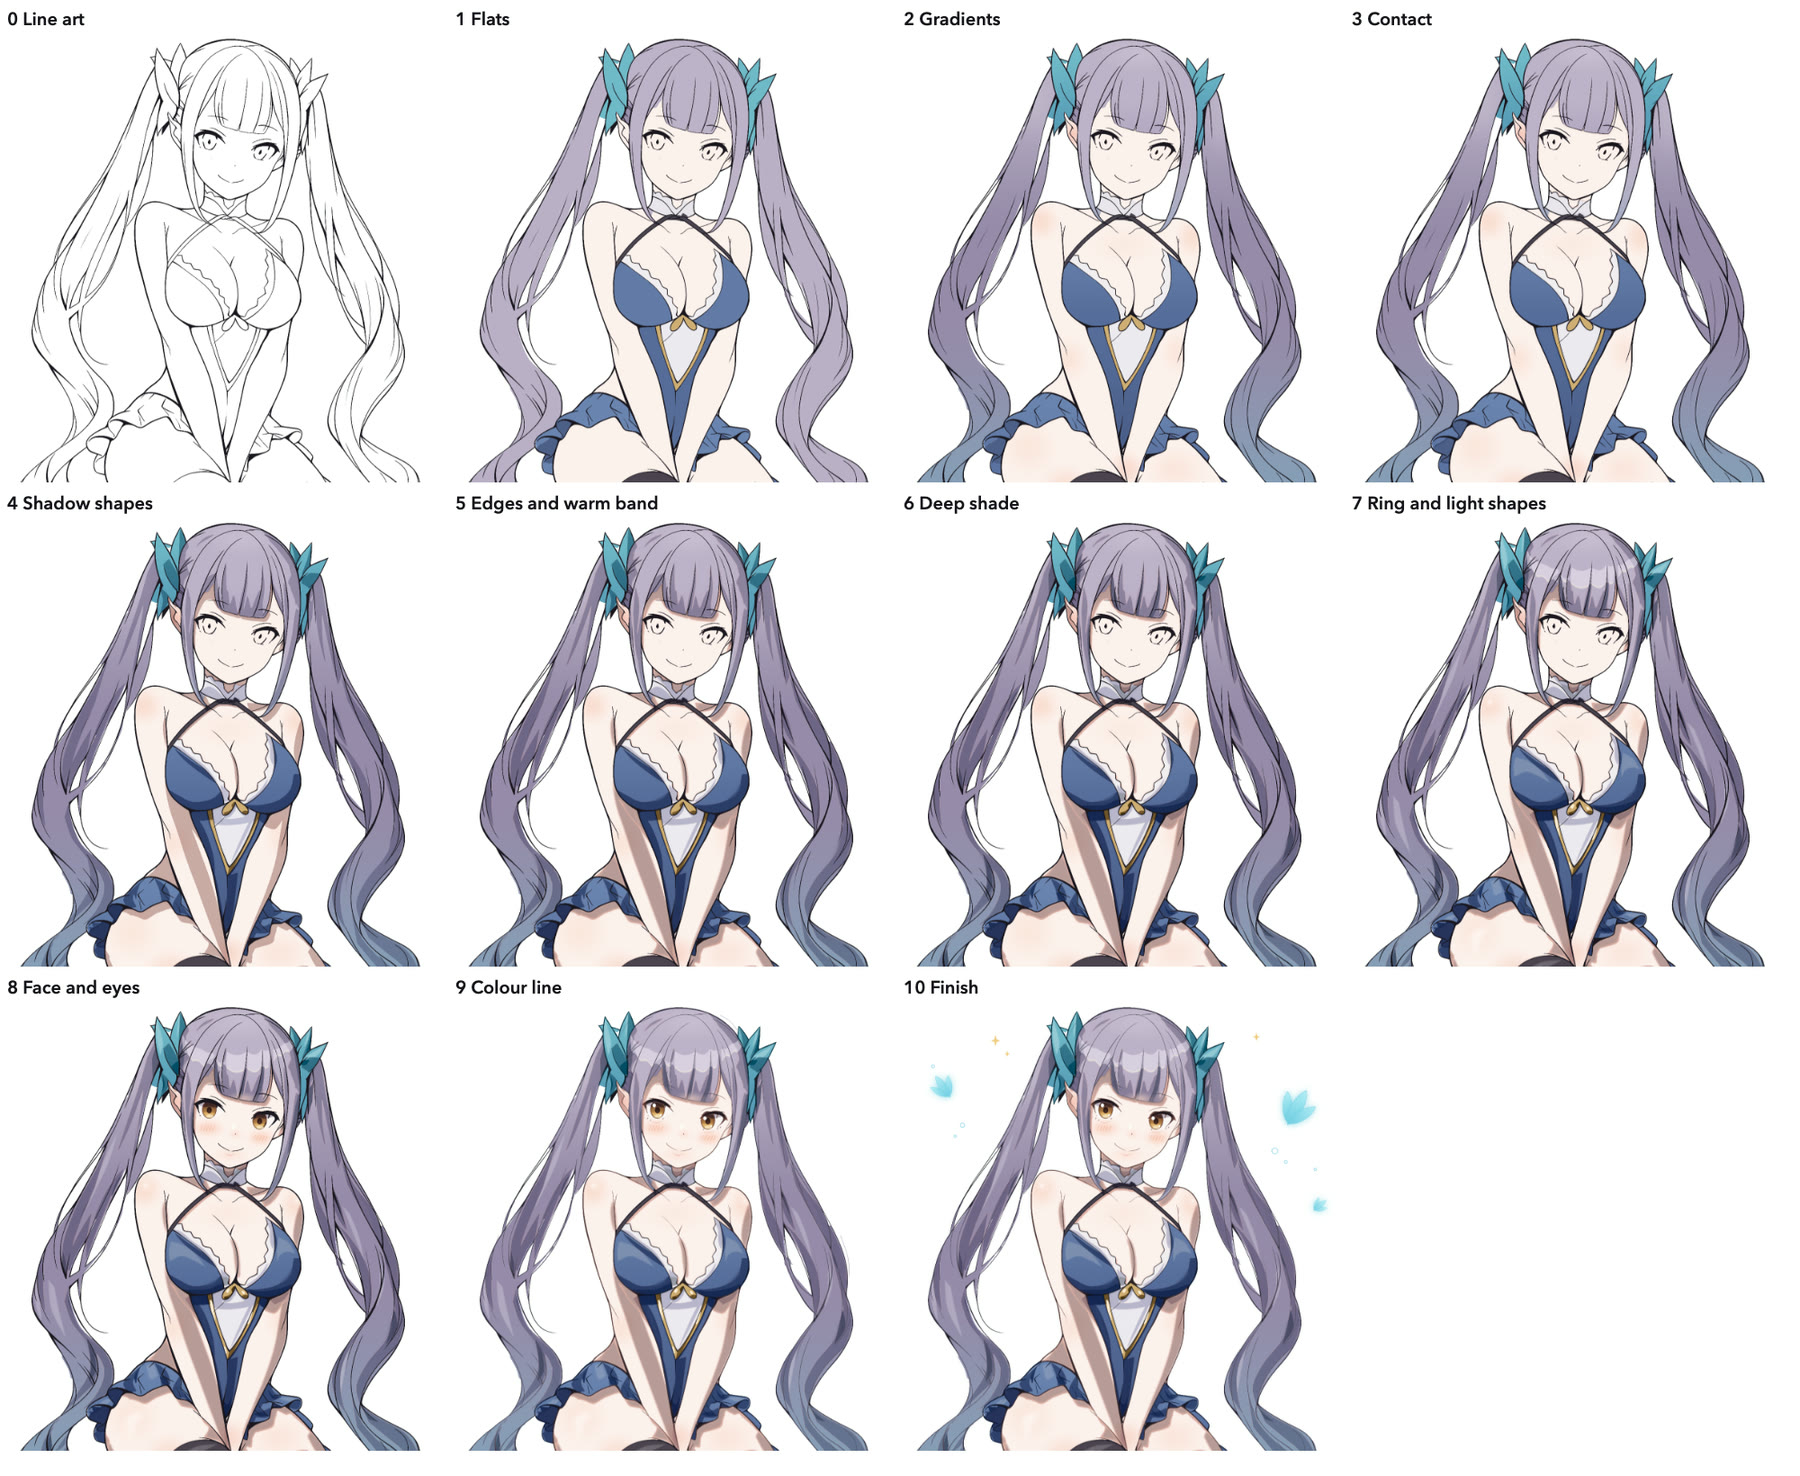 0 Line art
1 Flats
2 Gradients
3 Contact
4 Shadow shapes
5 Edges and warm band
6 Deep shade
7 Ring and light shapes
8 Face and eyes
9 Colour line
10 Finish